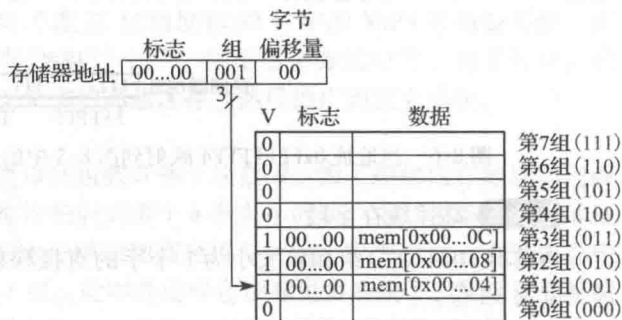 字节
标志 组 偏移量
存储器地址 00...00 001 00
3
V 标志 数据
0 第7组(111)
0 第6组(110)
0 第5组(101)
0 第4组(100)
1 00...00 mem[0x00...0C] 第3组(011)
1 00...00 mem[0x00...08] 第2组(010)
1 00...00 mem[0x00...04] 第1组(001)
0 第0组(000)